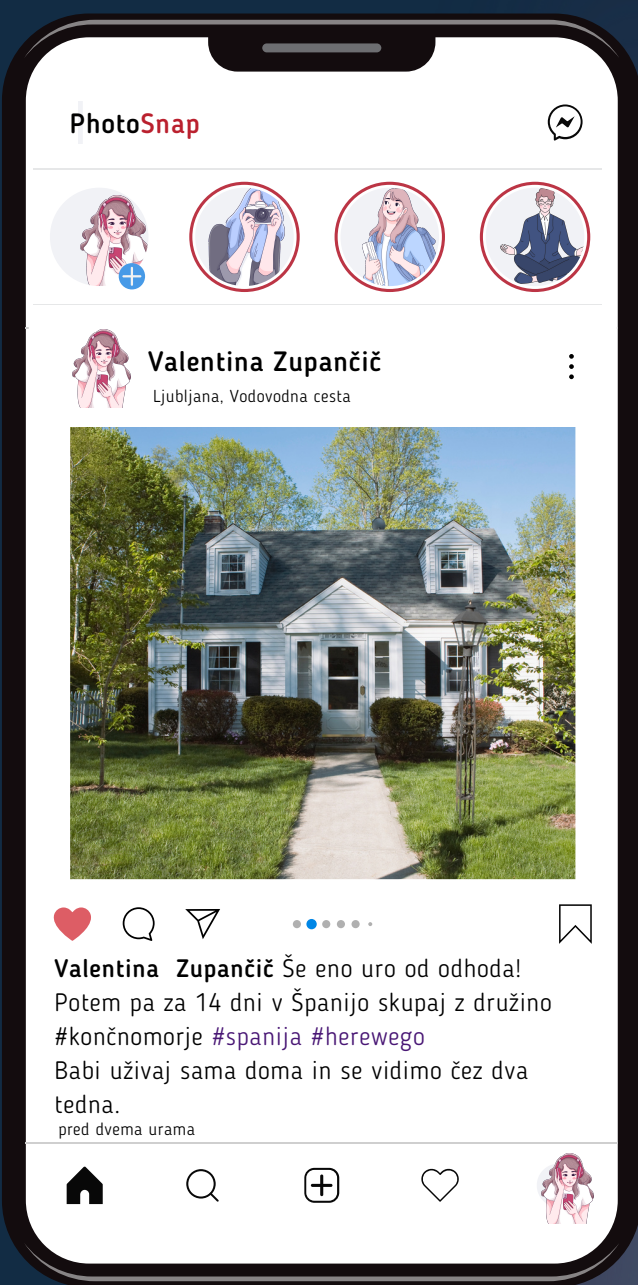 PhotoSnap
Valentina Zupančič
Ljubljana, Vodovodna cesta
Valentina Zupančič Še eno uro od odhoda!
Potem pa za 14 dni v Španijo skupaj z družino
#končnomorje #spanija #herewego
Babi uživaj sama doma in se vidimo čez dva
tedna.
pred dvema urama